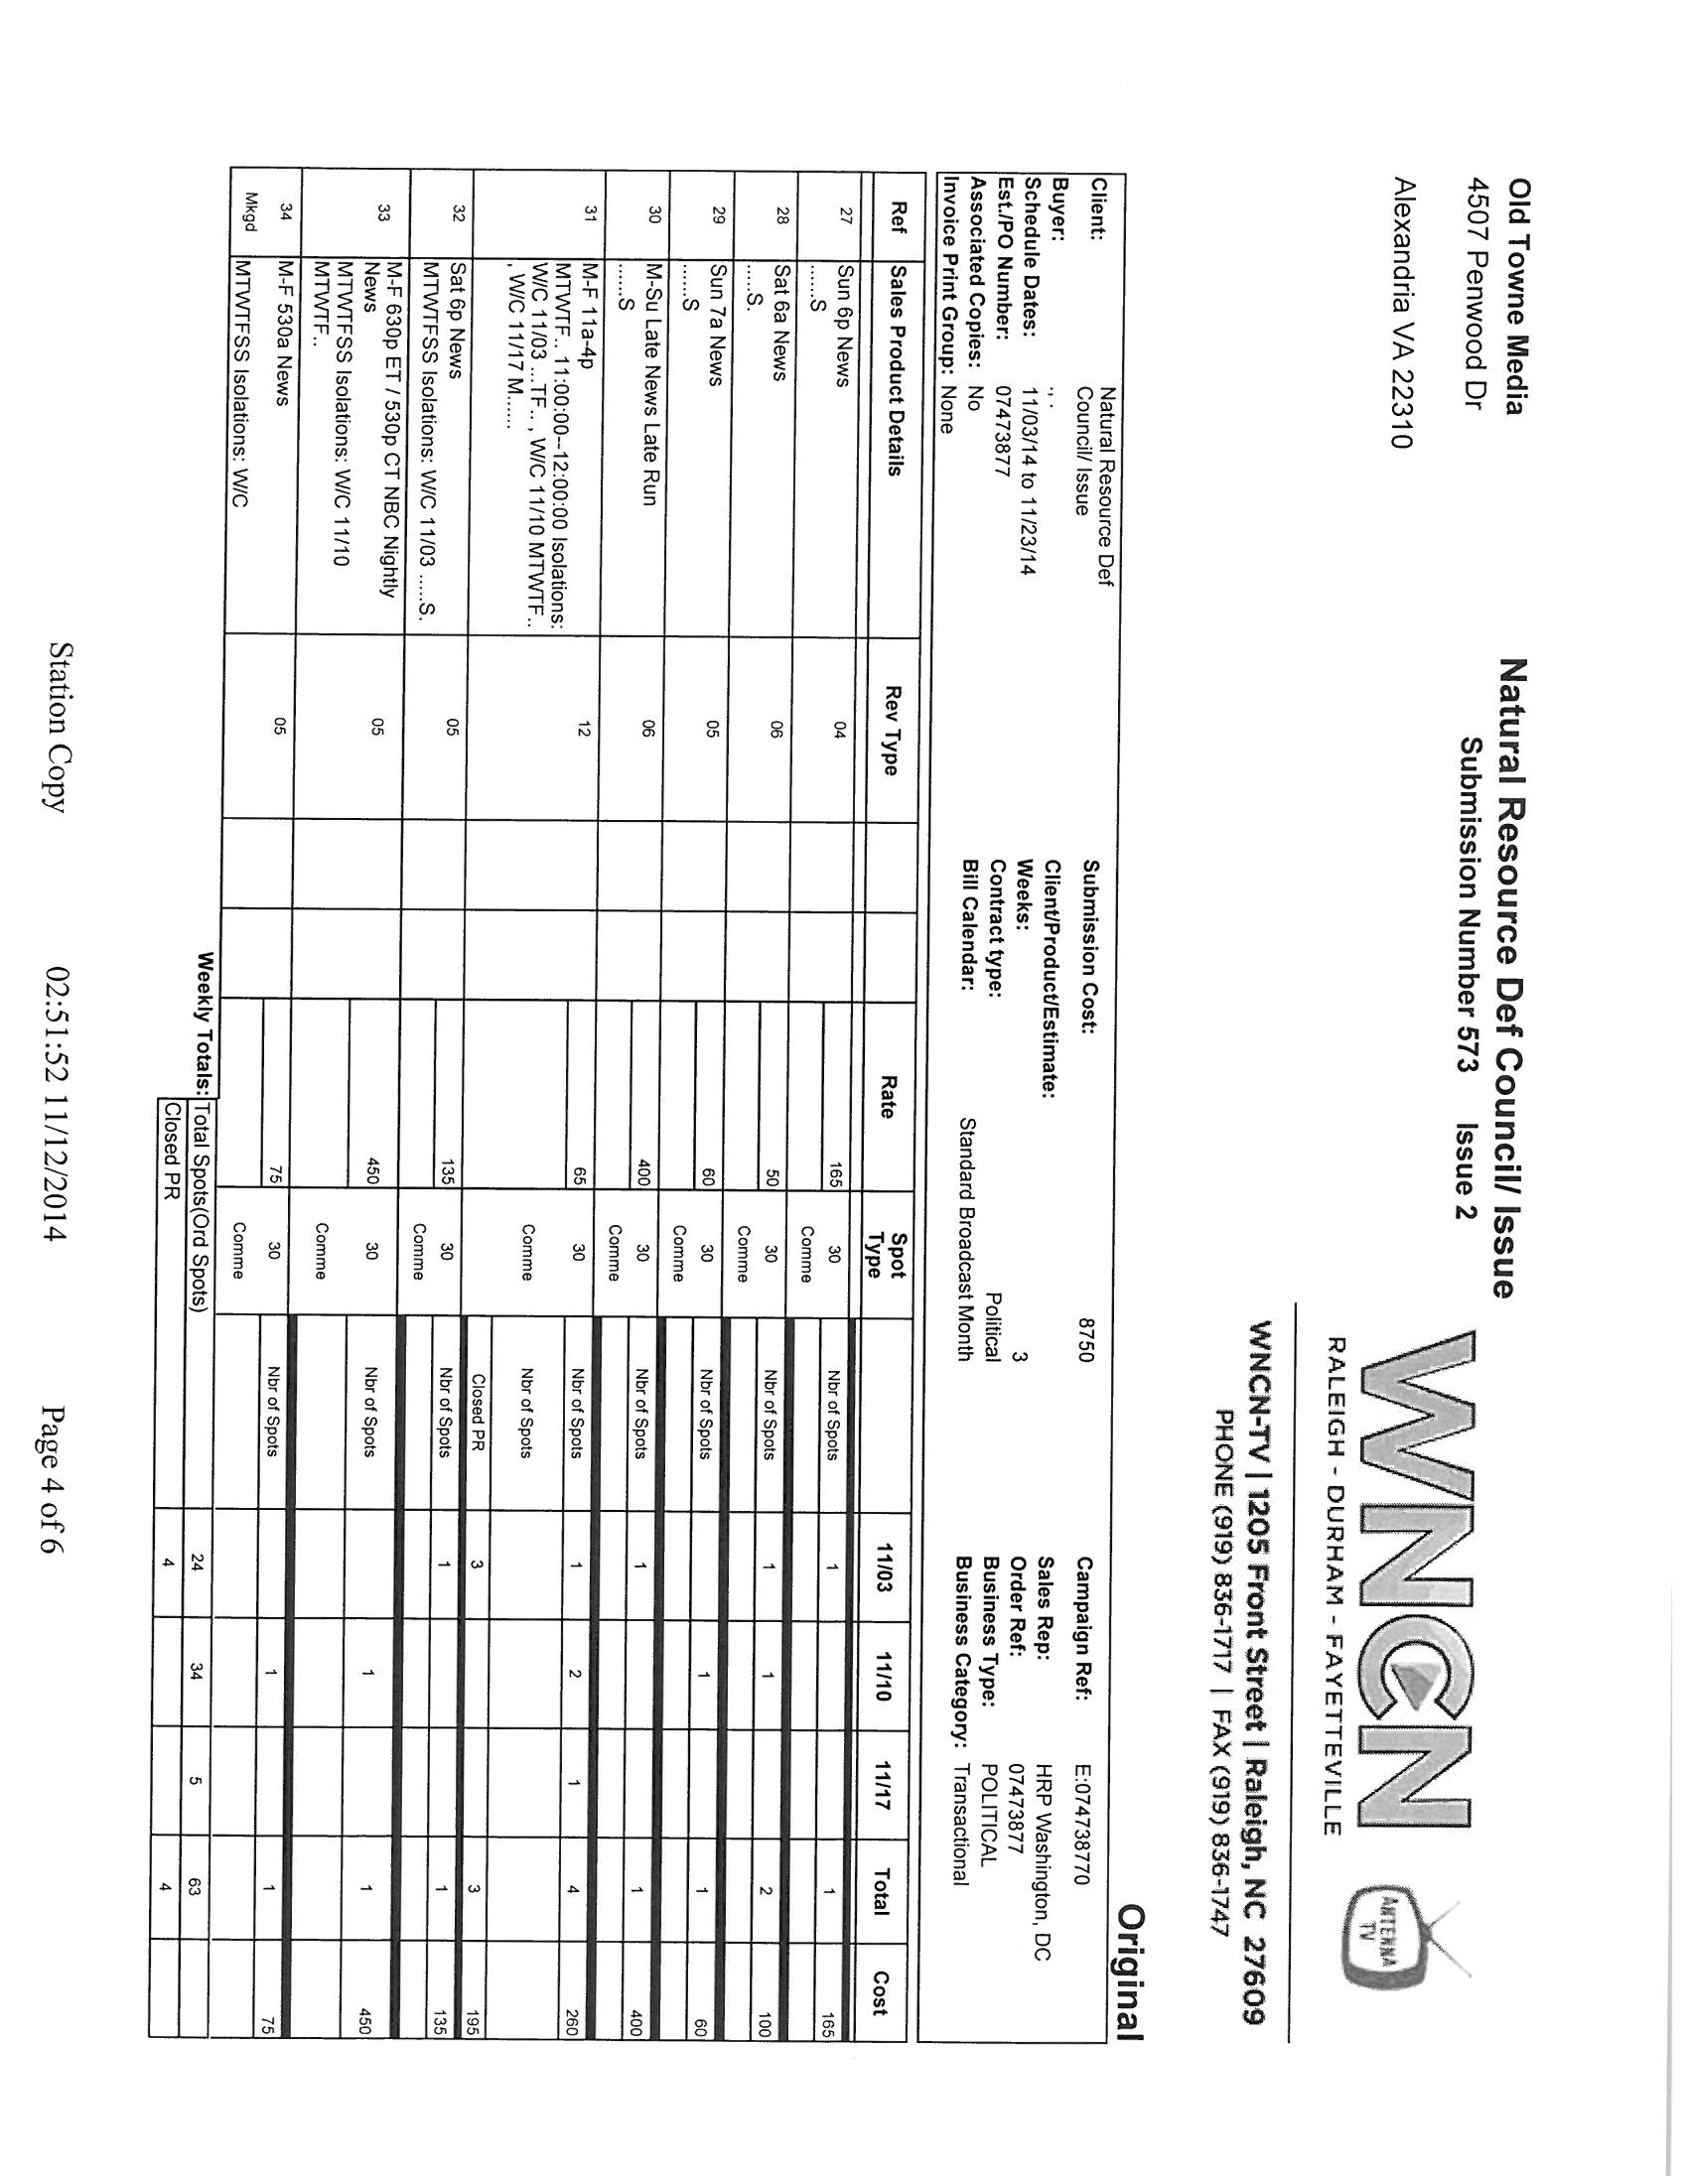 Old Towne Media
4507 Penwood Dr
Alexandria VA 22310
Natural Resource Def Council/ Issue
Submission Number 573 Issue 2
WNCN
RALEIGH - DURHAM - FAYETTEVILLE
ANTENNA
TV
WNCN-TV | 1205 Front Street | Raleigh, NC 27609
PHONE (919) 836-1717 | FAX (919) 836-1747
Original
Client: Natural Resource Def Council/ Issue Submission Cost: 8750 Campaign Ref: E:074738770
Buyer: ., . Client/Product/Estimate: Sales Rep: HRP Washington, DC
Schedule Dates: 11/03/14 to 11/23/14 Weeks: 3 Order Ref: 07473877
Est./PO Number: 07473877 Contract type: Political Business Type: POLITICAL
Associated Copies: No Bill Calendar: Standard Broadcast Month Business Category: Transactional
Invoice Print Group: None
Ref Sales Product Details Rev Type Rate Spot Type 11/03 11/10 11/17 Total Cost
27 Sun 6p News 04 165 30 Nbr of Spots 1 1 165
......S Comme
28 Sat 6a News 06 50 30 Nbr of Spots 1 1 2 100
.....S. Comme
29 Sun 7a News 05 60 30 Nbr of Spots 1 1 60
......S Comme
30 M-Su Late News Late Run 06 400 30 Nbr of Spots 1 1 400
......S Comme
31 M-F 11a-4p 12 65 30 Nbr of Spots 1 2 1 4 260
MTWTF.. 11:00:00--12:00:00 Isolations:
W/C 11/03 ...TF.. , W/C 11/10 MTWTF.. Comme Nbr of Spots
, W/C 11/17 M......
Closed PR 3 3 195
32 Sat 6p News 05 135 30 Nbr of Spots 1 1 135
MTWTFSS Isolations: W/C 11/03 .....S. Comme
33 M-F 630p ET / 530p CT NBC Nightly 05 450 30 Nbr of Spots 1 1 450
News
MTWTFSS Isolations: W/C 11/10 Comme
MTWTF..
34 M-F 530a News 05 75 30 Nbr of Spots 1 1 75
Mkgd MTWTFSS Isolations: W/C Comme
Weekly Totals: Total Spots(Ord Spots) 24 34 5 63
Closed PR 4 4
Station Copy 02:51:52 11/12/2014 Page 4 of 6